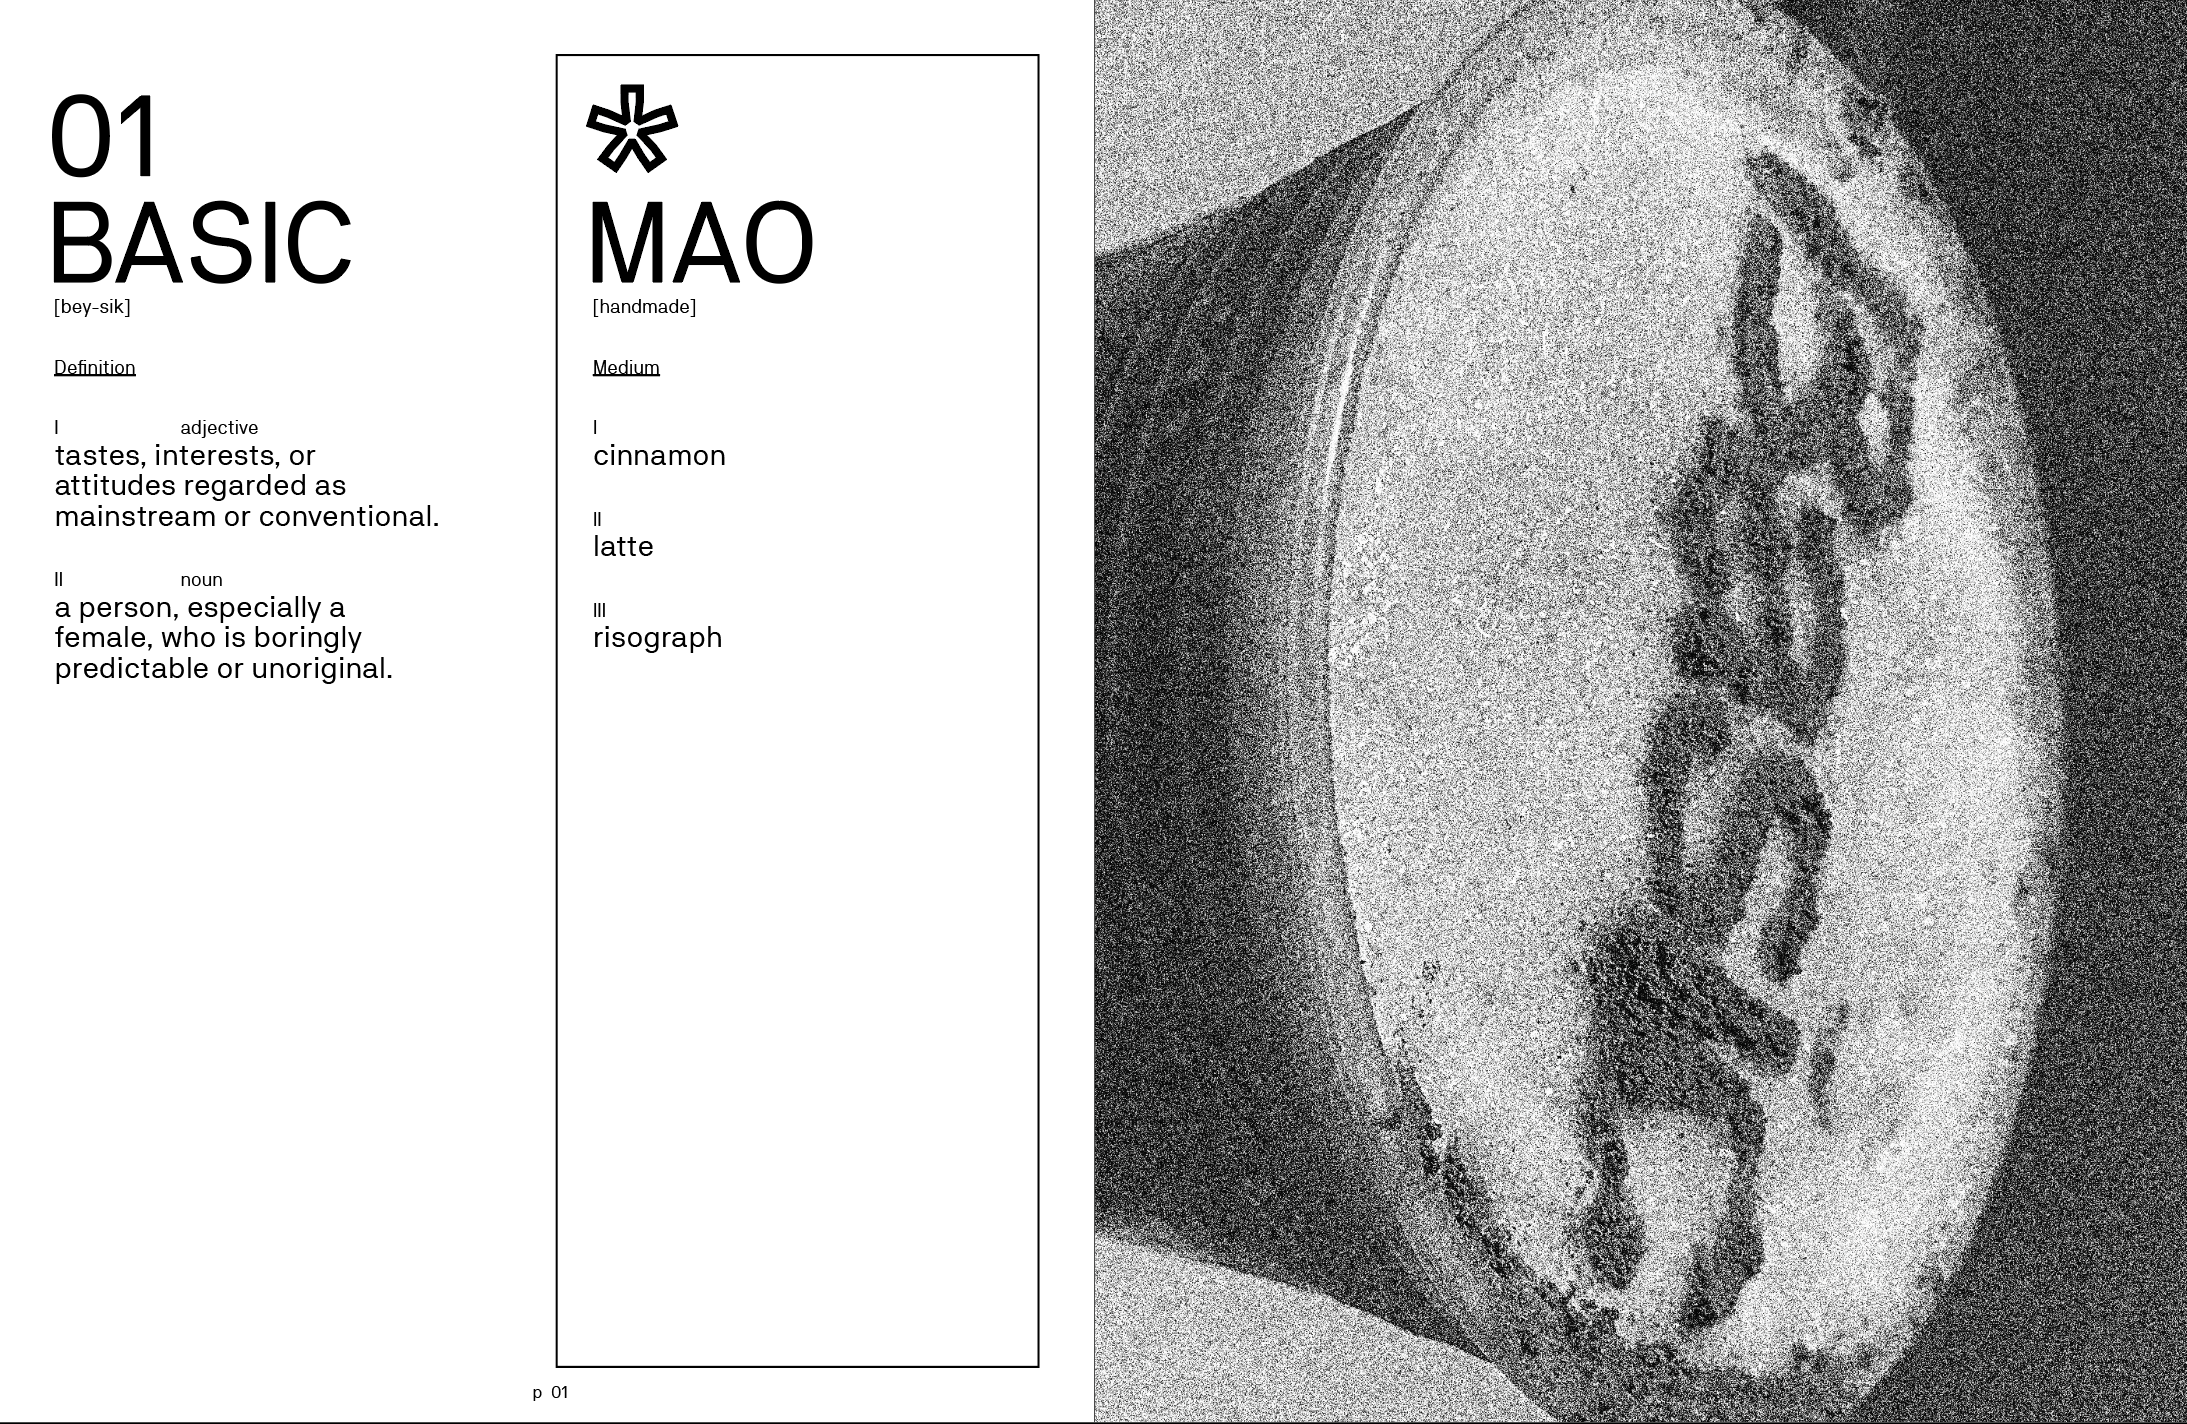 01
BASIC
[bey-sik]
Definition
I adjective
tastes, interests, or
attitudes regarded as
mainstream or conventional.
II noun
a person, especially a
female, who is boringly
predictable or unoriginal.
*
MAO
[handmade]
Medium
I
cinnamon
II
latte
III
risograph
p 01